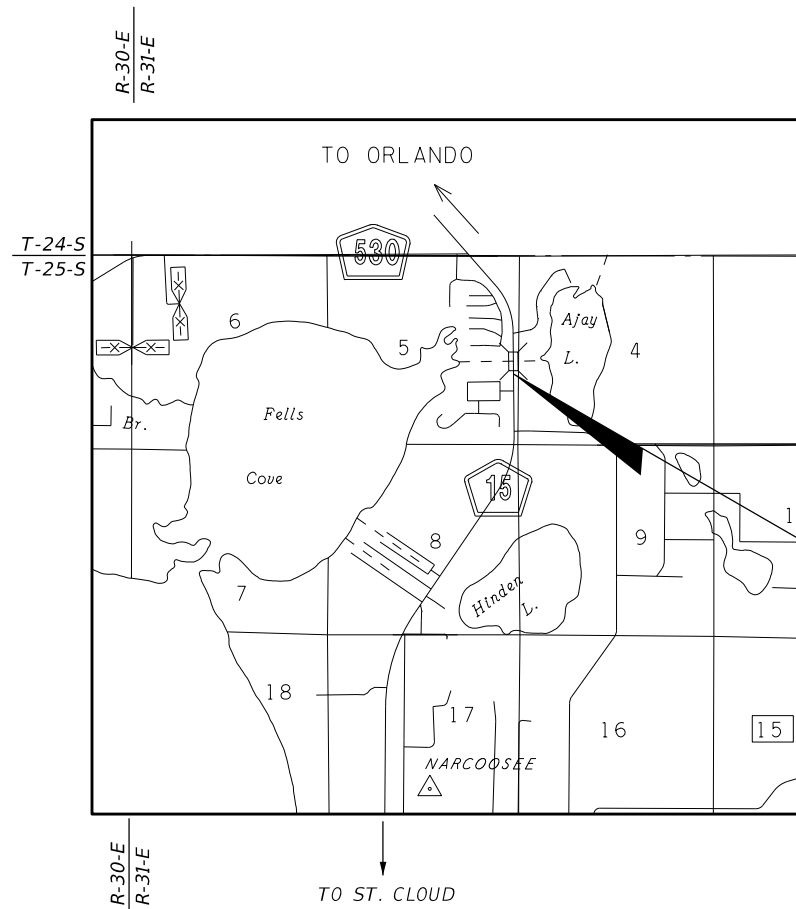 R-30-E
R-31-E
TO ORLANDO
T-24-S
T-25-S
530
6
5
Ajay
L.
4
Fells
Cove
Br.
15
1
8
9
7
Hinden
L.
18
17
16
15
NARCOOSEE
R-30-E
R-31-E
TO ST. CLOUD